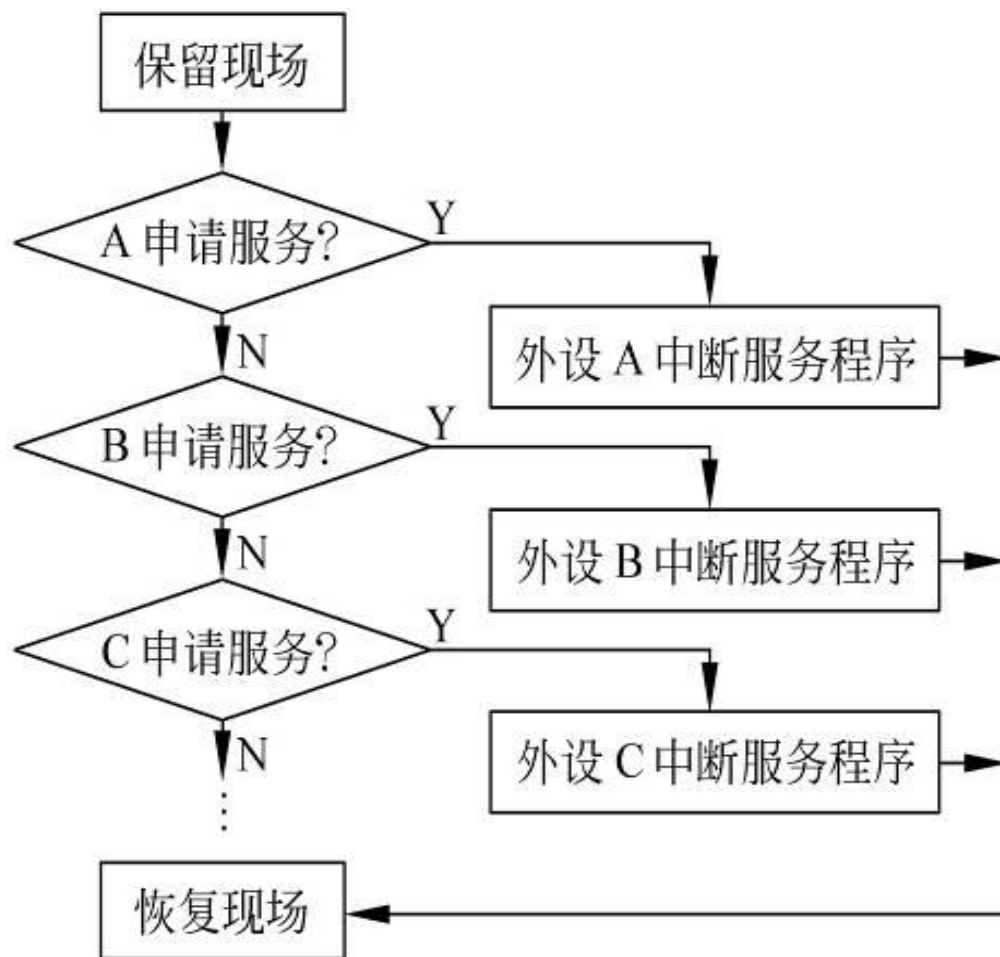 保留现场
A 申请服务?
Y
外设 A 中断服务程序
N
B 申请服务?
Y
外设 B 中断服务程序
N
C 申请服务?
Y
外设 C 中断服务程序
N
⋮
恢复现场